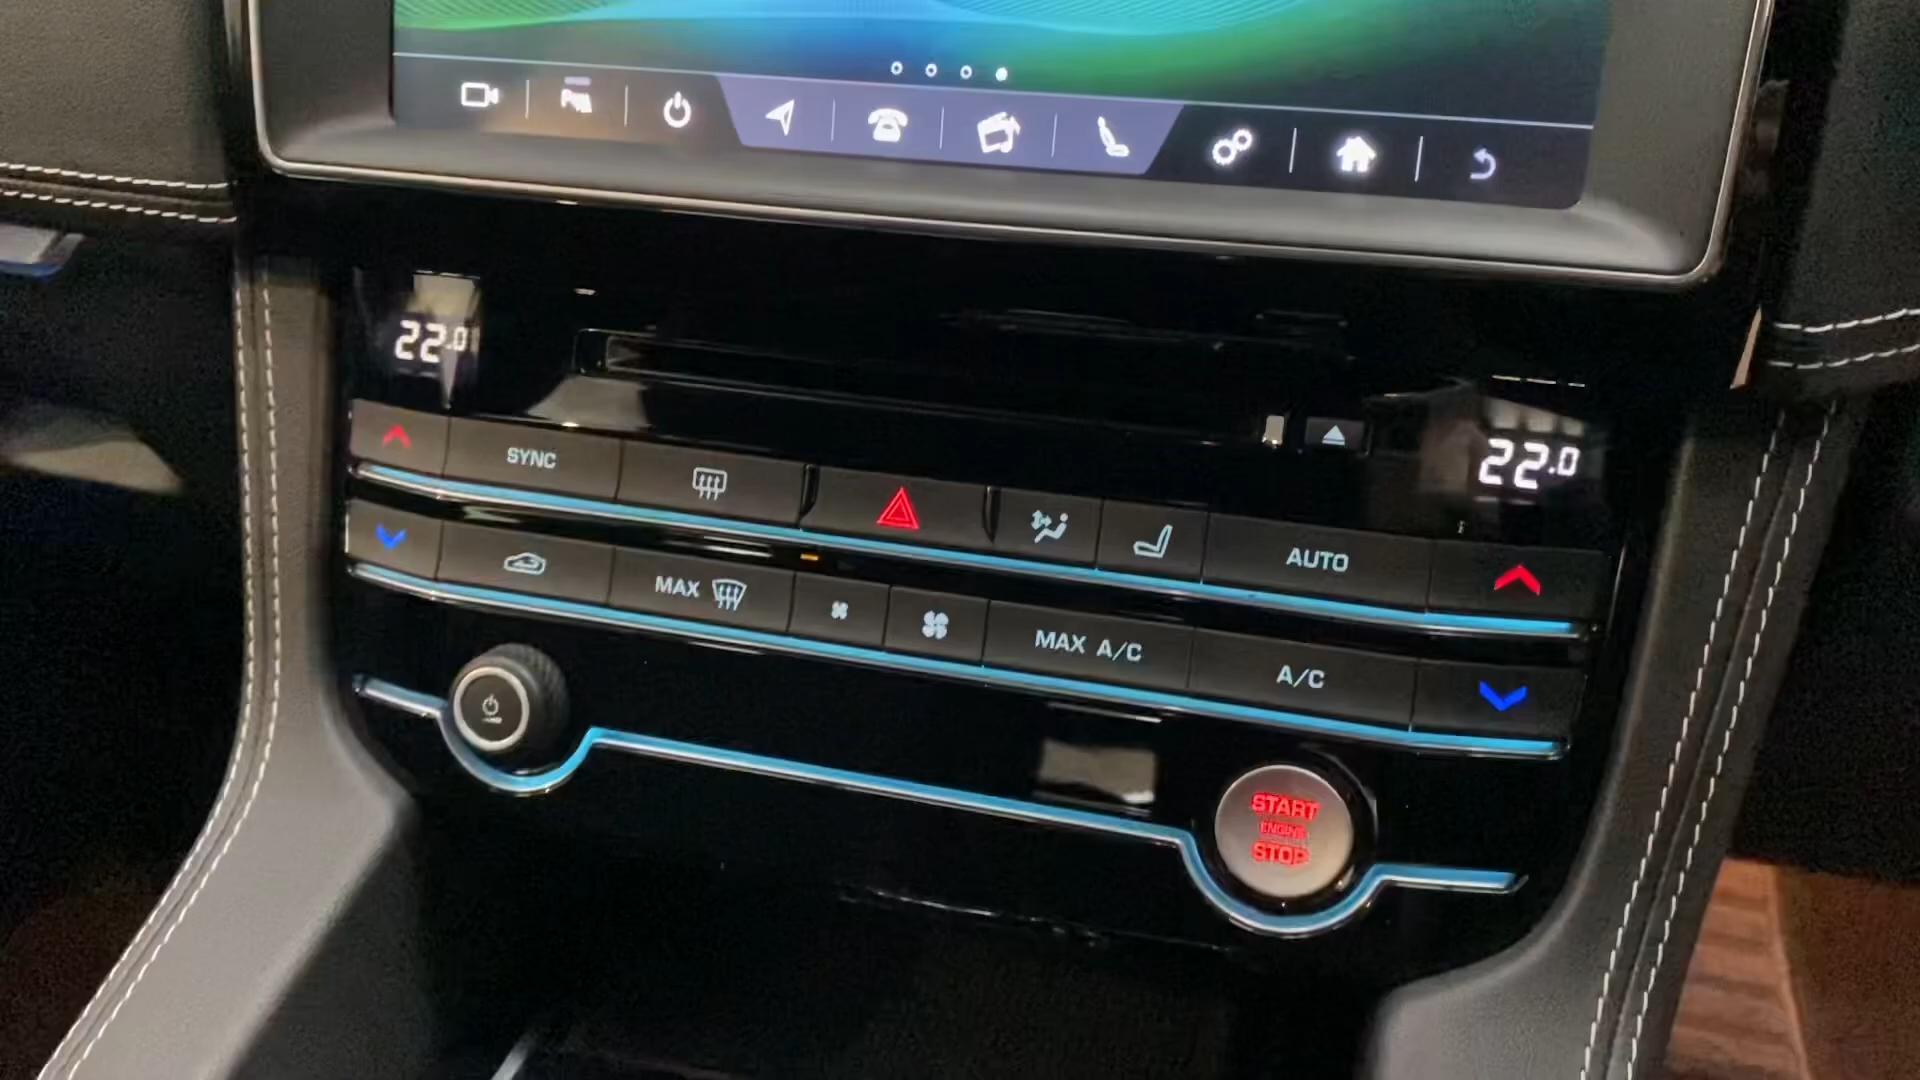 22.0
22.0
SYNC
AUTO
MAX
MAX A/C
A/C
START
ENGINE
STOP